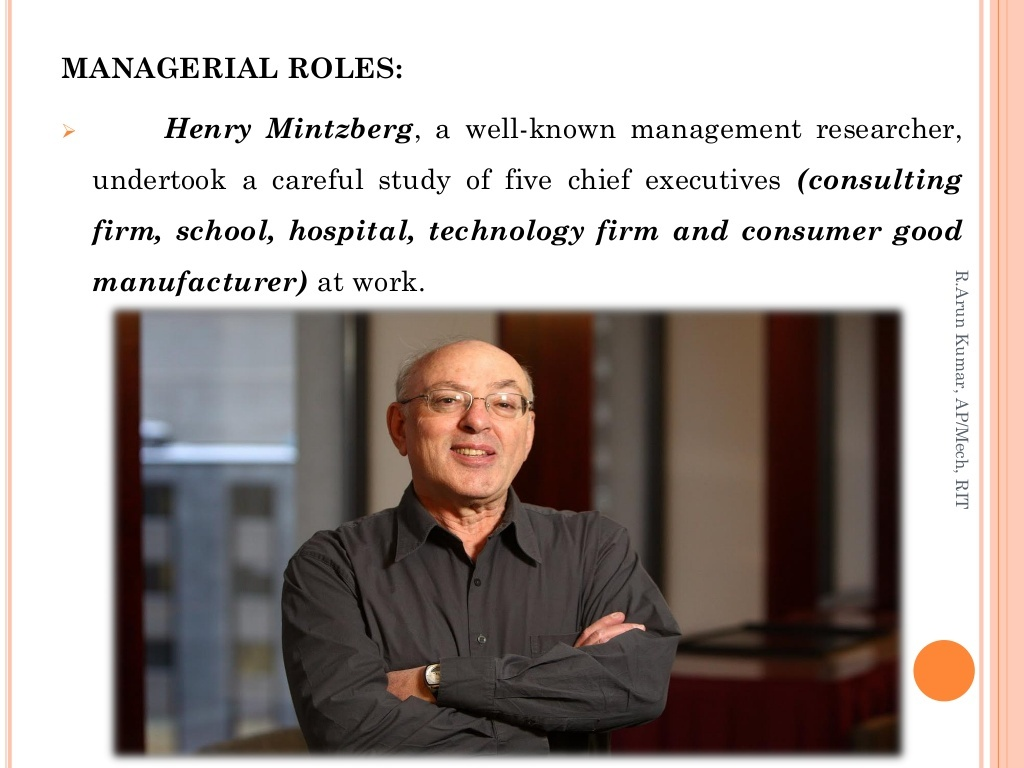 MANAGERIAL ROLES:
Henry Mintzberg, a well-known management researcher,
undertook a careful study of five chief executives (consulting
firm, school, hospital, technology firm and consumer good
manufacturer) at work.
R.Arun Kumar, AP/Mech, RIT